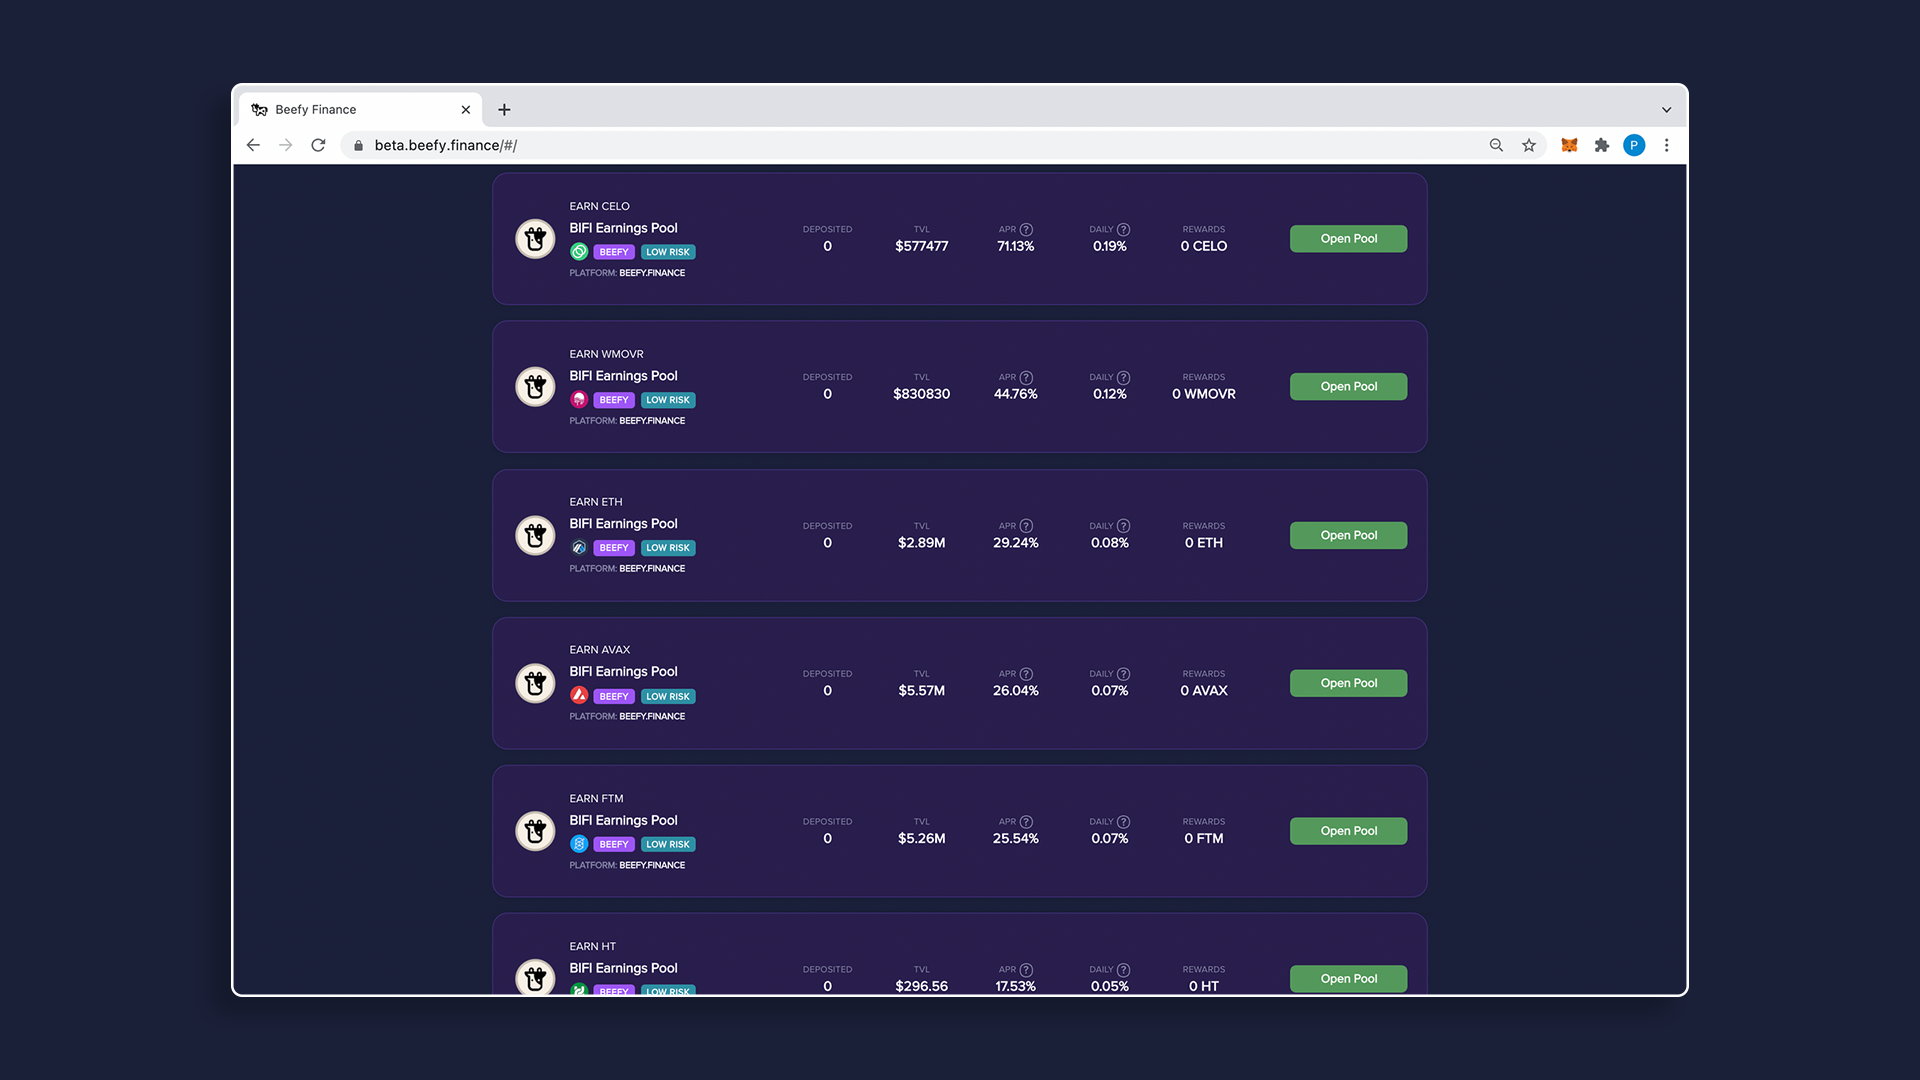 Beefy Finance
beta.beefy.finance/#/
P
EARN CELO
BIFI Earnings Pool
BEEFY LOW RISK
PLATFORM: BEEFY.FINANCE
DEPOSITED TVL APR ? DAILY ? REWARDS
0 $577477 71.13% 0.19% 0 CELO
Open Pool
EARN WMOVR
BIFI Earnings Pool
BEEFY LOW RISK
PLATFORM: BEEFY.FINANCE
DEPOSITED TVL APR ? DAILY ? REWARDS
0 $830830 44.76% 0.12% 0 WMOVR
Open Pool
EARN ETH
BIFI Earnings Pool
BEEFY LOW RISK
PLATFORM: BEEFY.FINANCE
DEPOSITED TVL APR ? DAILY ? REWARDS
0 $2.89M 29.24% 0.08% 0 ETH
Open Pool
EARN AVAX
BIFI Earnings Pool
BEEFY LOW RISK
PLATFORM: BEEFY.FINANCE
DEPOSITED TVL APR ? DAILY ? REWARDS
0 $5.57M 26.04% 0.07% 0 AVAX
Open Pool
EARN FTM
BIFI Earnings Pool
BEEFY LOW RISK
PLATFORM: BEEFY.FINANCE
DEPOSITED TVL APR ? DAILY ? REWARDS
0 $5.26M 25.54% 0.07% 0 FTM
Open Pool
EARN HT
BIFI Earnings Pool
BEEFY LOW RISK
DEPOSITED TVL APR ? DAILY ? REWARDS
0 $296.56 17.53% 0.05% 0 HT
Open Pool